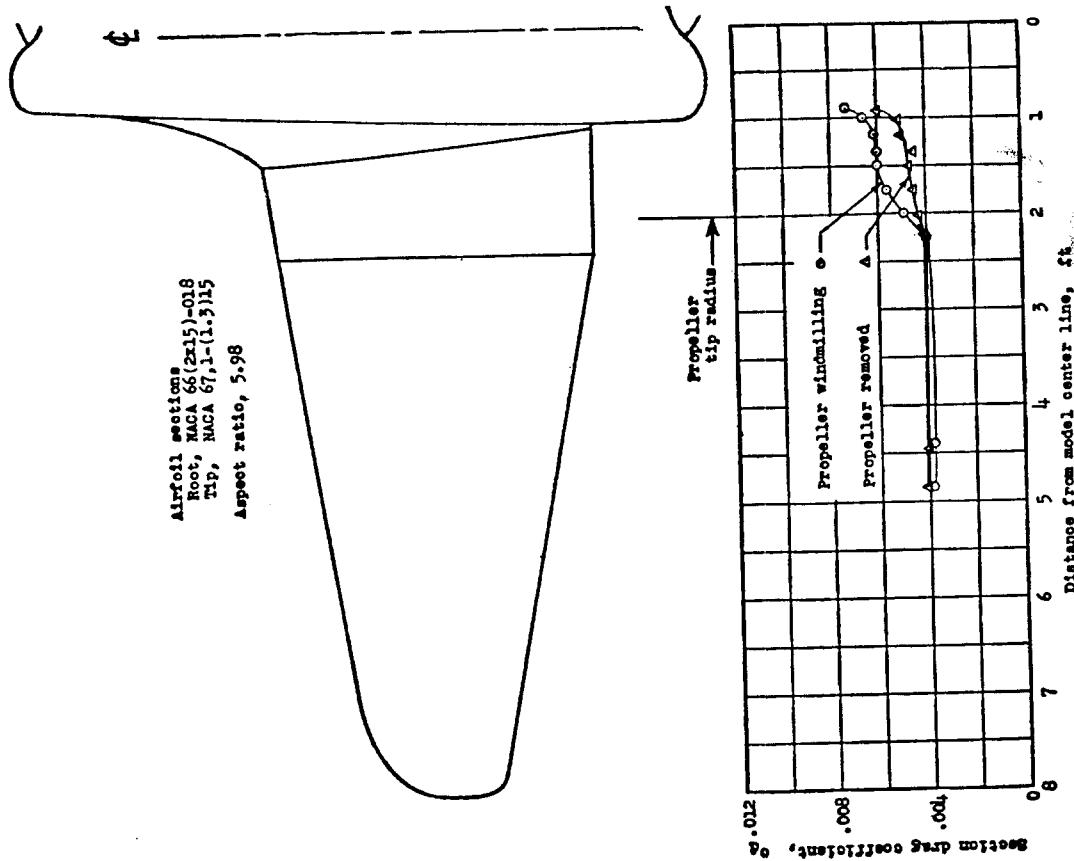 ℄
Airfoil sections
Root, NACA 66(2x15)-018
Tip, NACA 67,1-(1.3)15
Aspect ratio, 5.98
Propeller
tip radius
Propeller windmilling
Propeller removed
Section drag coefficient, cd
.012
.008
.004
0
8
7
6
5
4
3
2
1
0
Distance from model center line, ft